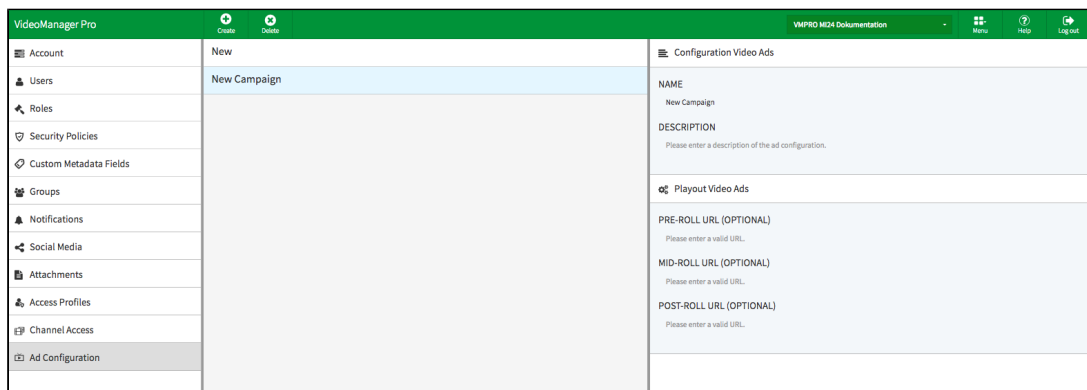 VideoManager Pro
Create
Delete
VMPRO MI24 Dokumentation
Menu
Help
Log out
Account
Users
Roles
Security Policies
Custom Metadata Fields
Groups
Notifications
Social Media
Attachments
Access Profiles
Channel Access
Ad Configuration
New
New Campaign
Configuration Video Ads
NAME
New Campaign
DESCRIPTION
Please enter a description of the ad configuration.
Playout Video Ads
PRE-ROLL URL (OPTIONAL)
Please enter a valid URL.
MID-ROLL URL (OPTIONAL)
Please enter a valid URL.
POST-ROLL URL (OPTIONAL)
Please enter a valid URL.